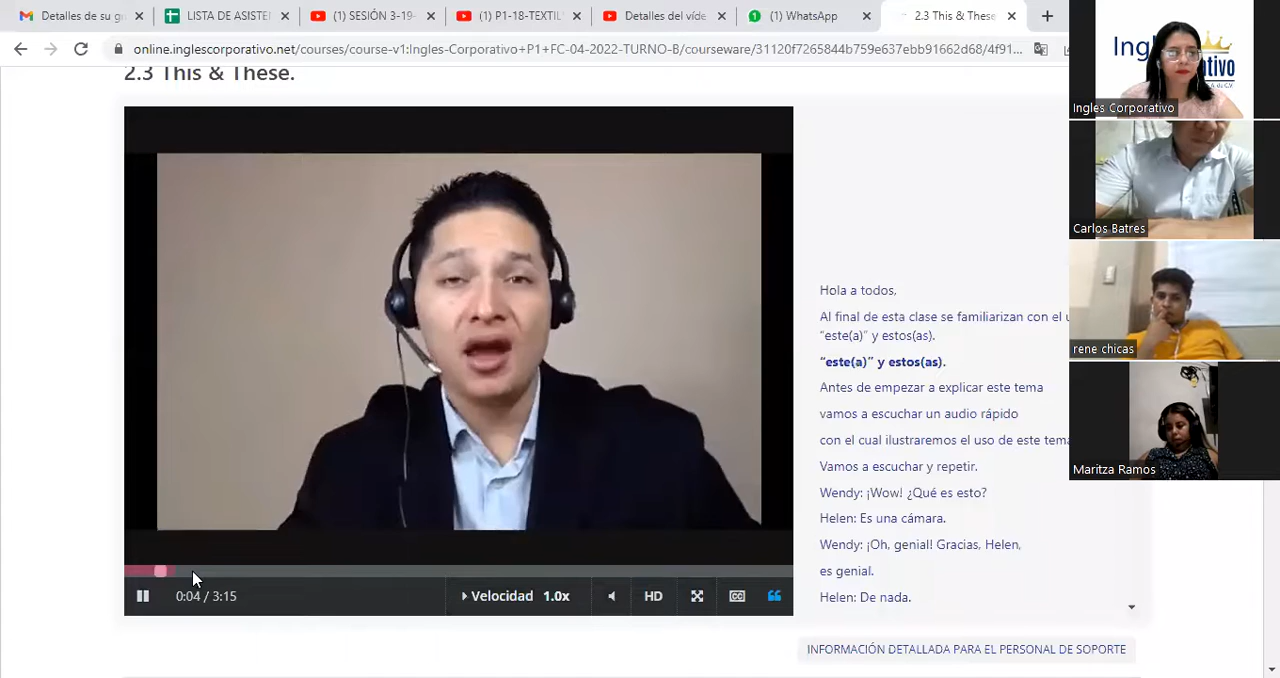 Detalles de su g
LISTA DE ASISTE
(1) SESIÓN 3-19-
(1) P1-18-TEXTIL
Detalles del víde
(1) WhatsApp
2.3 This & These
online.inglescorporativo.net/courses/course-v1:Ingles-Corporativo+P1+FC-04-2022-TURNO-B/courseware/31120f7265844b759e637ebb91662d68/4f91...
2.3 This & These.
Hola a todos,
Al final de esta clase se familiarizan con el u
"este(a)" y estos(as).
"este(a)" y estos(as).
Antes de empezar a explicar este tema
vamos a escuchar un audio rápido
con el cual ilustraremos el uso de este tema
Vamos a escuchar y repetir.
Wendy: ¡Wow! ¿Qué es esto?
Helen: Es una cámara.
Wendy: ¡Oh, genial! Gracias, Helen,
es genial.
Helen: De nada.
0:04 / 3:15
Velocidad 1.0x
HD
INFORMACIÓN DETALLADA PARA EL PERSONAL DE SOPORTE
Ingles Corporativo
Carlos Batres
rene chicas
Maritza Ramos